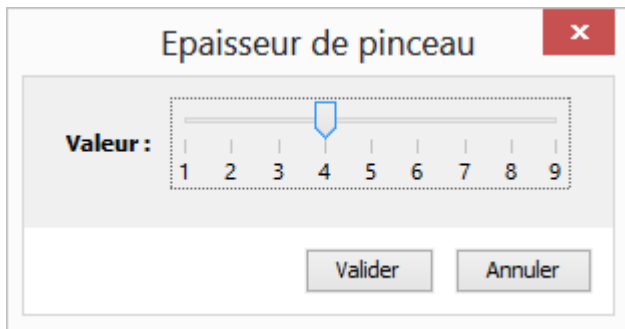 Epaisseur de pinceau
Valeur :
1 2 3 4 5 6 7 8 9
Valider Annuler